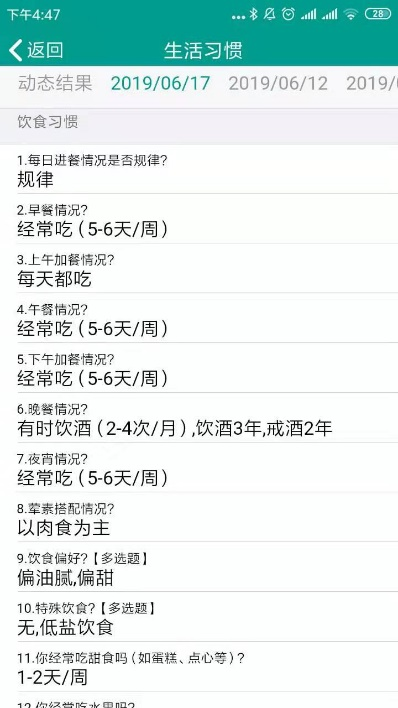 下午4:47
28
返回
生活习惯
动态结果 2019/06/17 2019/06/12 2019/0
饮食习惯
1.每日进餐情况是否规律?
规律
2.早餐情况?
经常吃（5-6天/周）
3.上午加餐情况?
每天都吃
4.午餐情况?
经常吃（5-6天/周）
5.下午加餐情况?
经常吃（5-6天/周）
6.晚餐情况?
有时饮酒（2-4次/月）,饮酒3年,戒酒2年
7.夜宵情况?
经常吃（5-6天/周）
8.荤素搭配情况?
以肉食为主
9.饮食偏好?【多选题】
偏油腻,偏甜
10.特殊饮食?【多选题】
无,低盐饮食
11.你经常吃甜食吗（如蛋糕、点心等）?
1-2天/周
12.你经常吃水果吗?